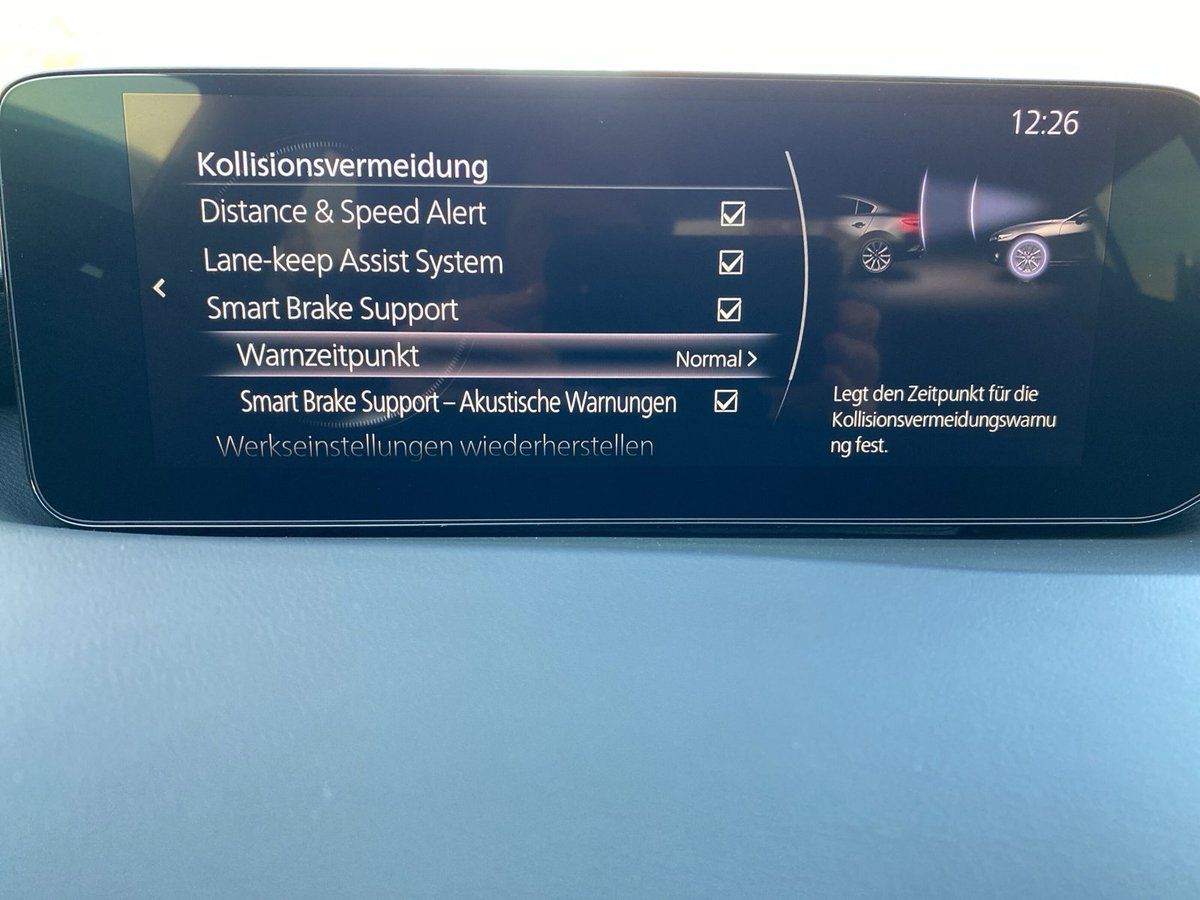 12:26
Kollisionsvermeidung
Distance & Speed Alert
Lane-keep Assist System
Smart Brake Support
Warnzeitpunkt Normal >
Smart Brake Support – Akustische Warnungen
Werkseinstellungen wiederherstellen
Legt den Zeitpunkt für die
Kollisionsvermeidungswarnu
ng fest.